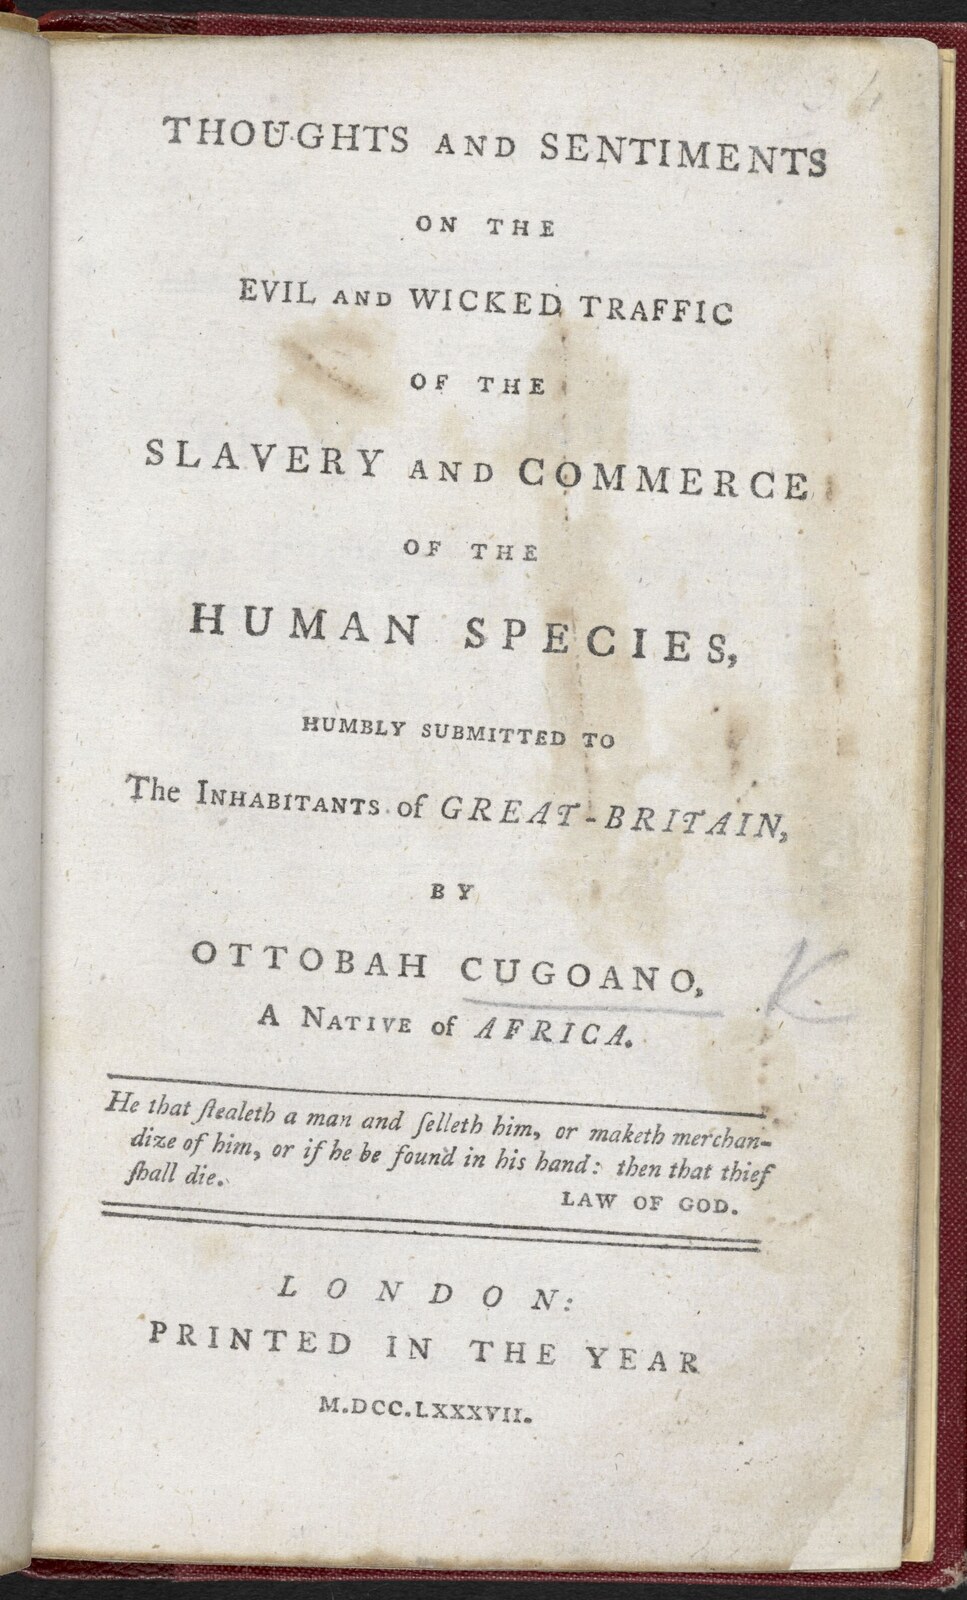 THOUGHTS AND SENTIMENTS
ON THE
EVIL AND WICKED TRAFFIC
OF THE
SLAVERY AND COMMERCE
OF THE
HUMAN SPECIES,
HUMBLY SUBMITTED TO
The INHABITANTS of GREAT-BRITAIN,
BY
OTTOBAH CUGOANO,
K.
A NATIVE of AFRICA.
He that ſtealeth a man and ſelleth him, or maketh merchan-
dize of him, or if he be found in his hand: then that thief
ſhall die.
LAW OF GOD.
LONDON:
PRINTED IN THE YEAR
M.DCC.LXXXVII.